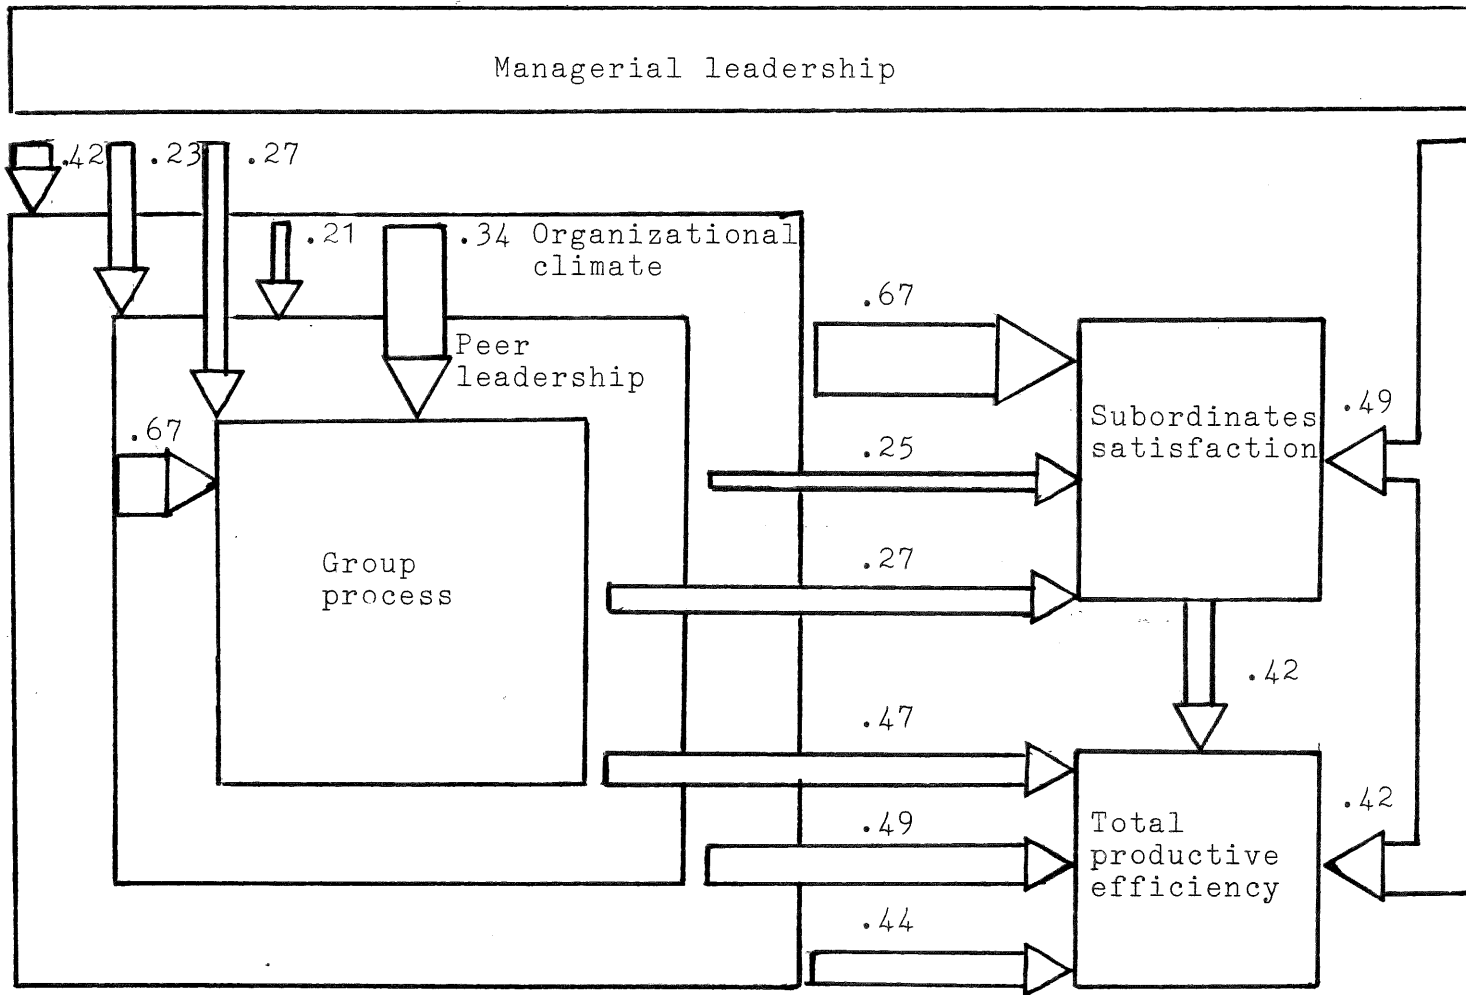 Managerial leadership
.42 .23 .27
.21 .34 Organizational
climate
.67
Peer
leadership
.67
.25
.49
Subordinates
satisfaction
Group
process
.27
.42
.47
.49
.42
Total
productive
efficiency
.44